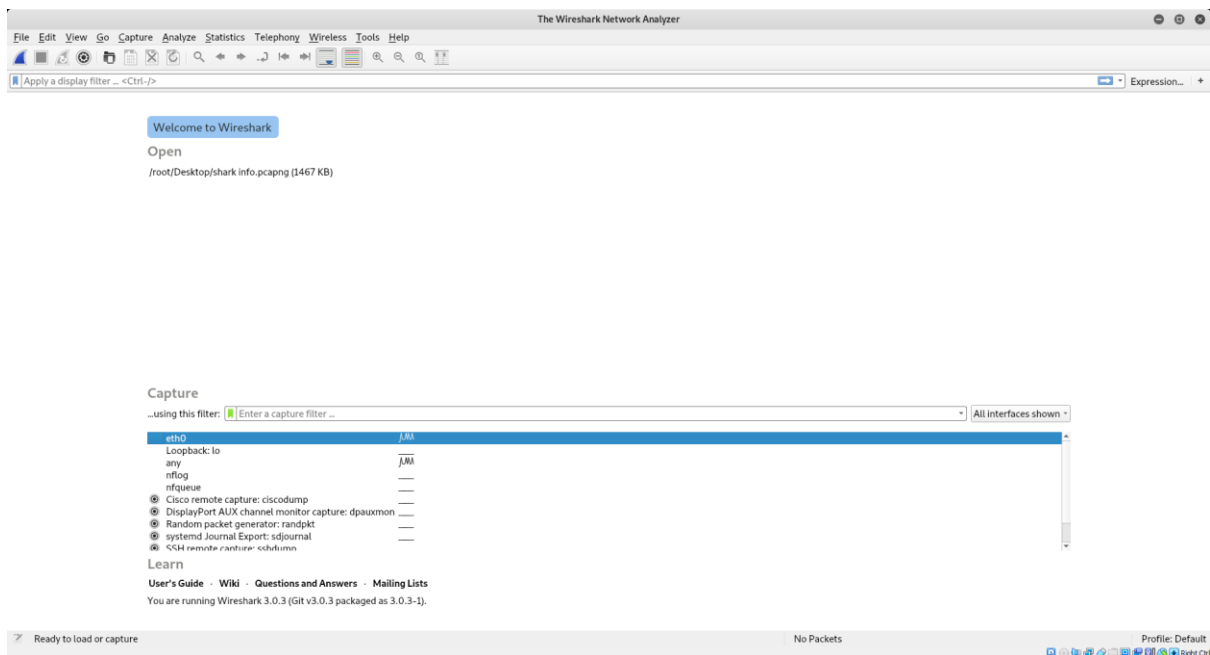 The Wireshark Network Analyzer
File Edit View Go Capture Analyze Statistics Telephony Wireless Tools Help
Apply a display filter ... <Ctrl-/> Expression... +
Welcome to Wireshark
Open
/root/Desktop/shark info.pcapng (1467 KB)
Capture
...using this filter: Enter a capture filter ... All interfaces shown
eth0
Loopback: lo
any
nflog
nfqueue
Cisco remote capture: ciscodump
DisplayPort AUX channel monitor capture: dpauxmon
Random packet generator: randpkt
systemd Journal Export: sdjournal
SSH remote capture: sshdump
Learn
User's Guide · Wiki · Questions and Answers · Mailing Lists
You are running Wireshark 3.0.3 (Git v3.0.3 packaged as 3.0.3-1).
Ready to load or capture No Packets Profile: Default
Right Ctrl